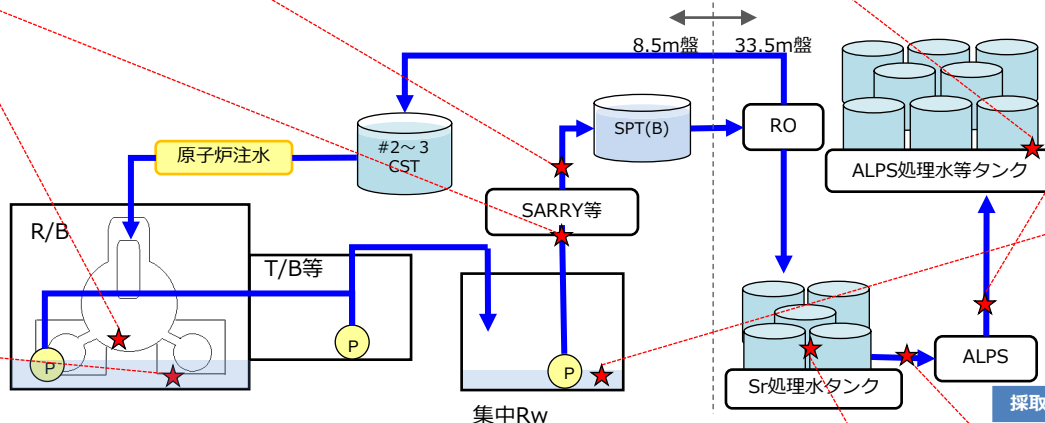 8.5m盤
33.5m盤
#2～3
CST
SPT(B)
RO
原子炉注水
ALPS処理水等タンク
SARRY等
R/B
T/B等
P
P
P
ALPS
Sr処理水タンク
採取
集中Rw